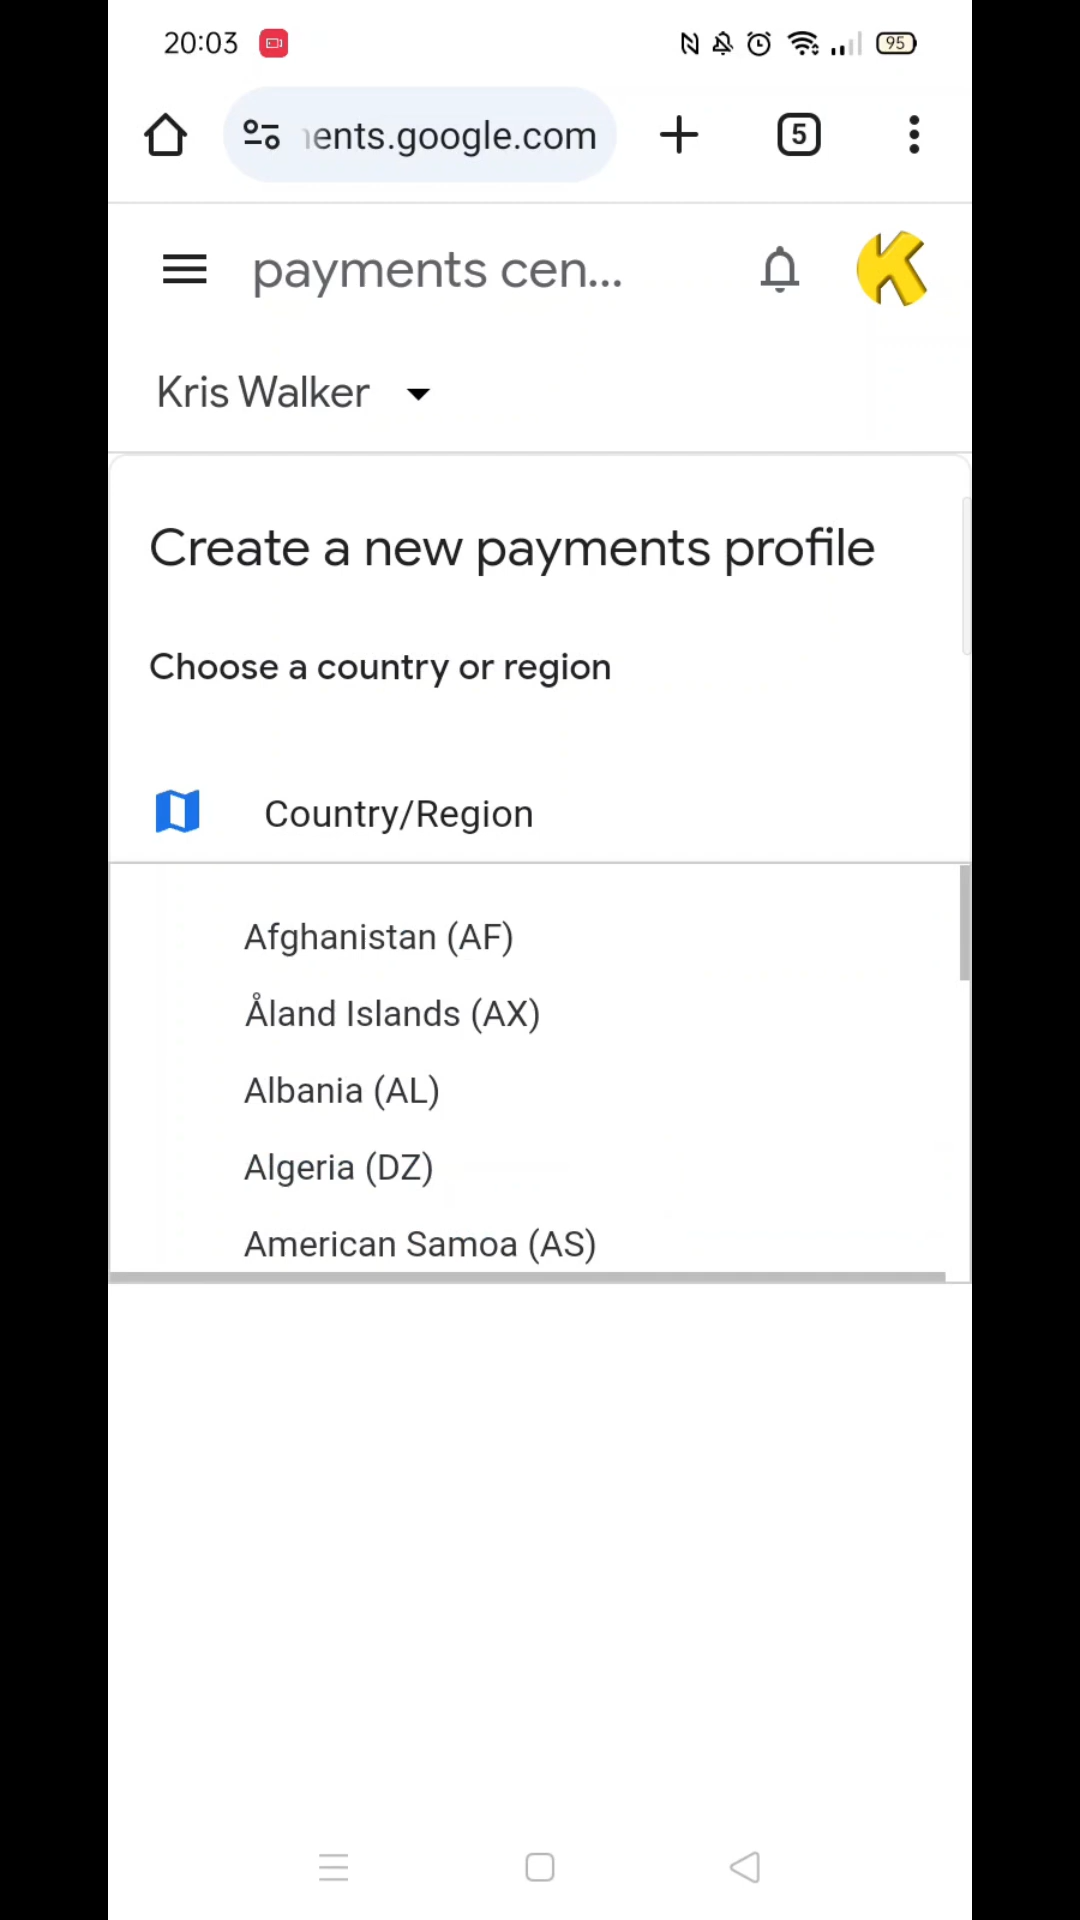 20:03
95
ents.google.com
5
payments cen...
K
Kris Walker
Create a new payments profile
Choose a country or region
Country/Region
Afghanistan (AF)
Åland Islands (AX)
Albania (AL)
Algeria (DZ)
American Samoa (AS)